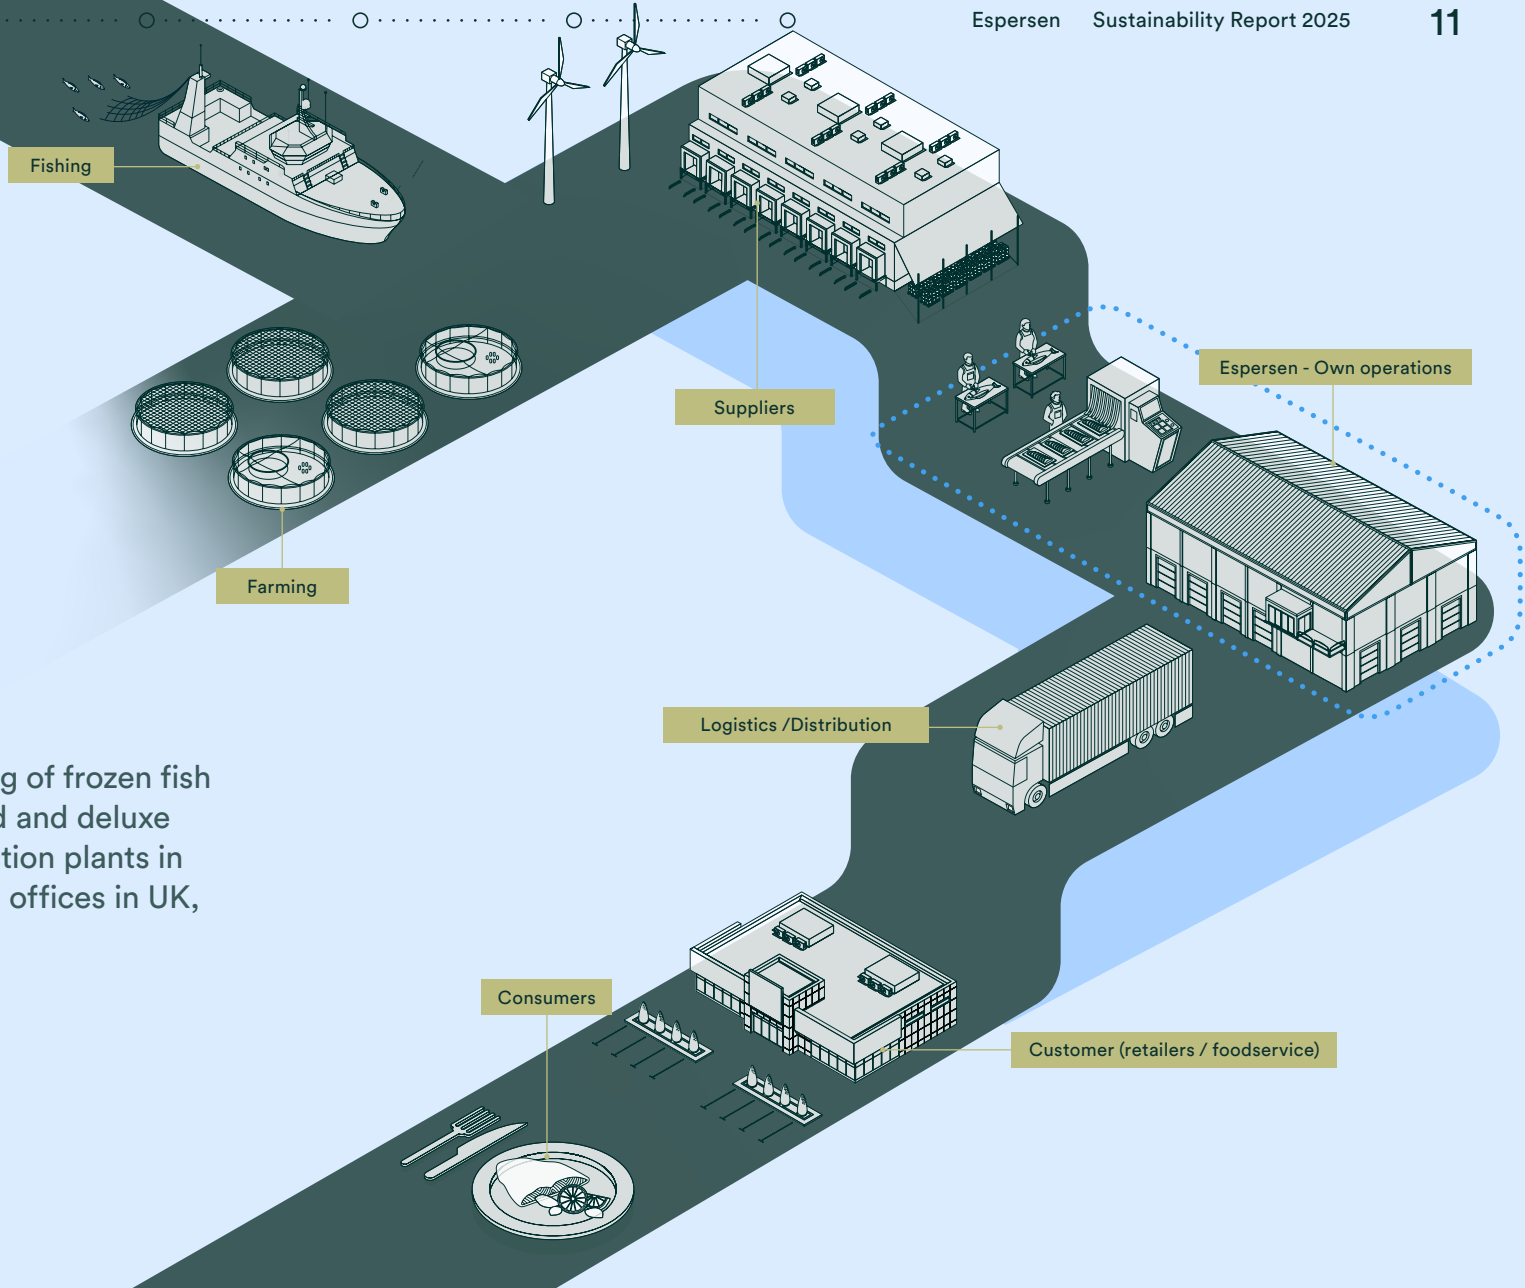 Espersen Sustainability Report 2025 11
Fishing
Espersen - Own operations
Suppliers
Farming
Logistics /Distribution
of frozen fish
and deluxe
plants in
offices in UK,
Consumers
Customer (retailers / foodservice)